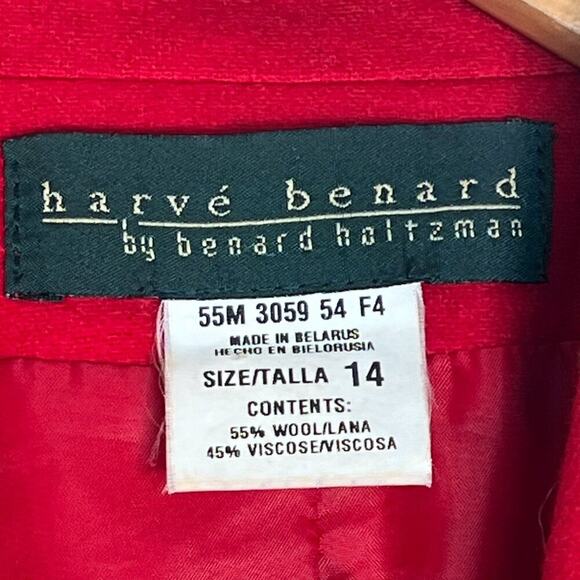 harvé benard
by benard holtzman
55M 3059 54 F4
MADE IN BELARUS
HECHO EN BIELORUSIA
SIZE/TALLA 14
CONTENTS:
55% WOOL/LANA
45% VISCOSE/VISCOSA